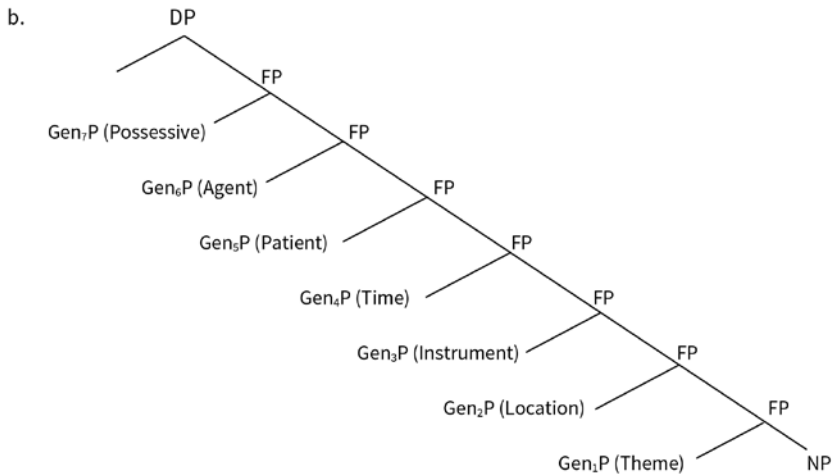 b. DP
FP
Gen₇P (Possessive) FP
Gen₆P (Agent) FP
Gen₅P (Patient) FP
Gen₄P (Time) FP
Gen₃P (Instrument) FP
Gen₂P (Location) FP
Gen₁P (Theme) NP